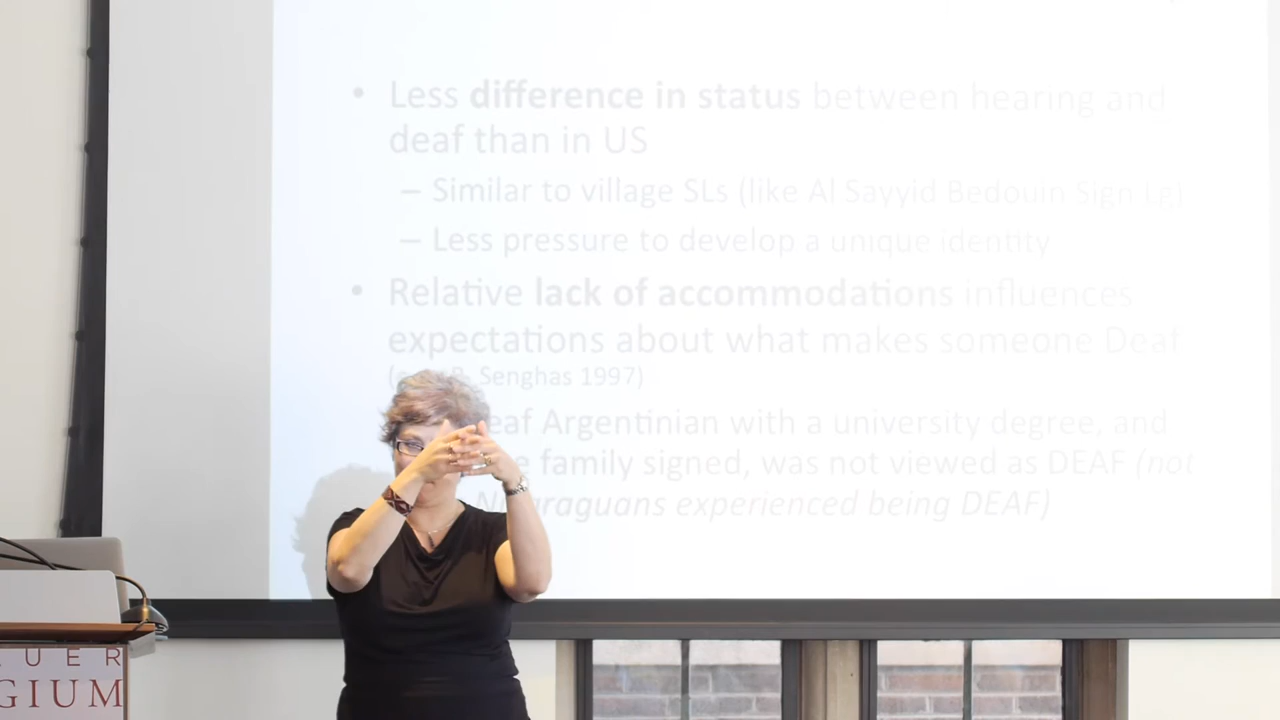 • Less difference in status between hearing and
deaf than in US
– Similar to village SLs (like Al Sayyid Bedouin Sign Lg)
– Less pressure to develop a unique identity
• Relative lack of accommodations influences
expectations about what makes someone Deaf
Senghas 1997)
eaf Argentinian with a university degree, and
family signed, was not viewed as DEAF (not
Nicaraguans experienced being DEAF)
UER
GIUM